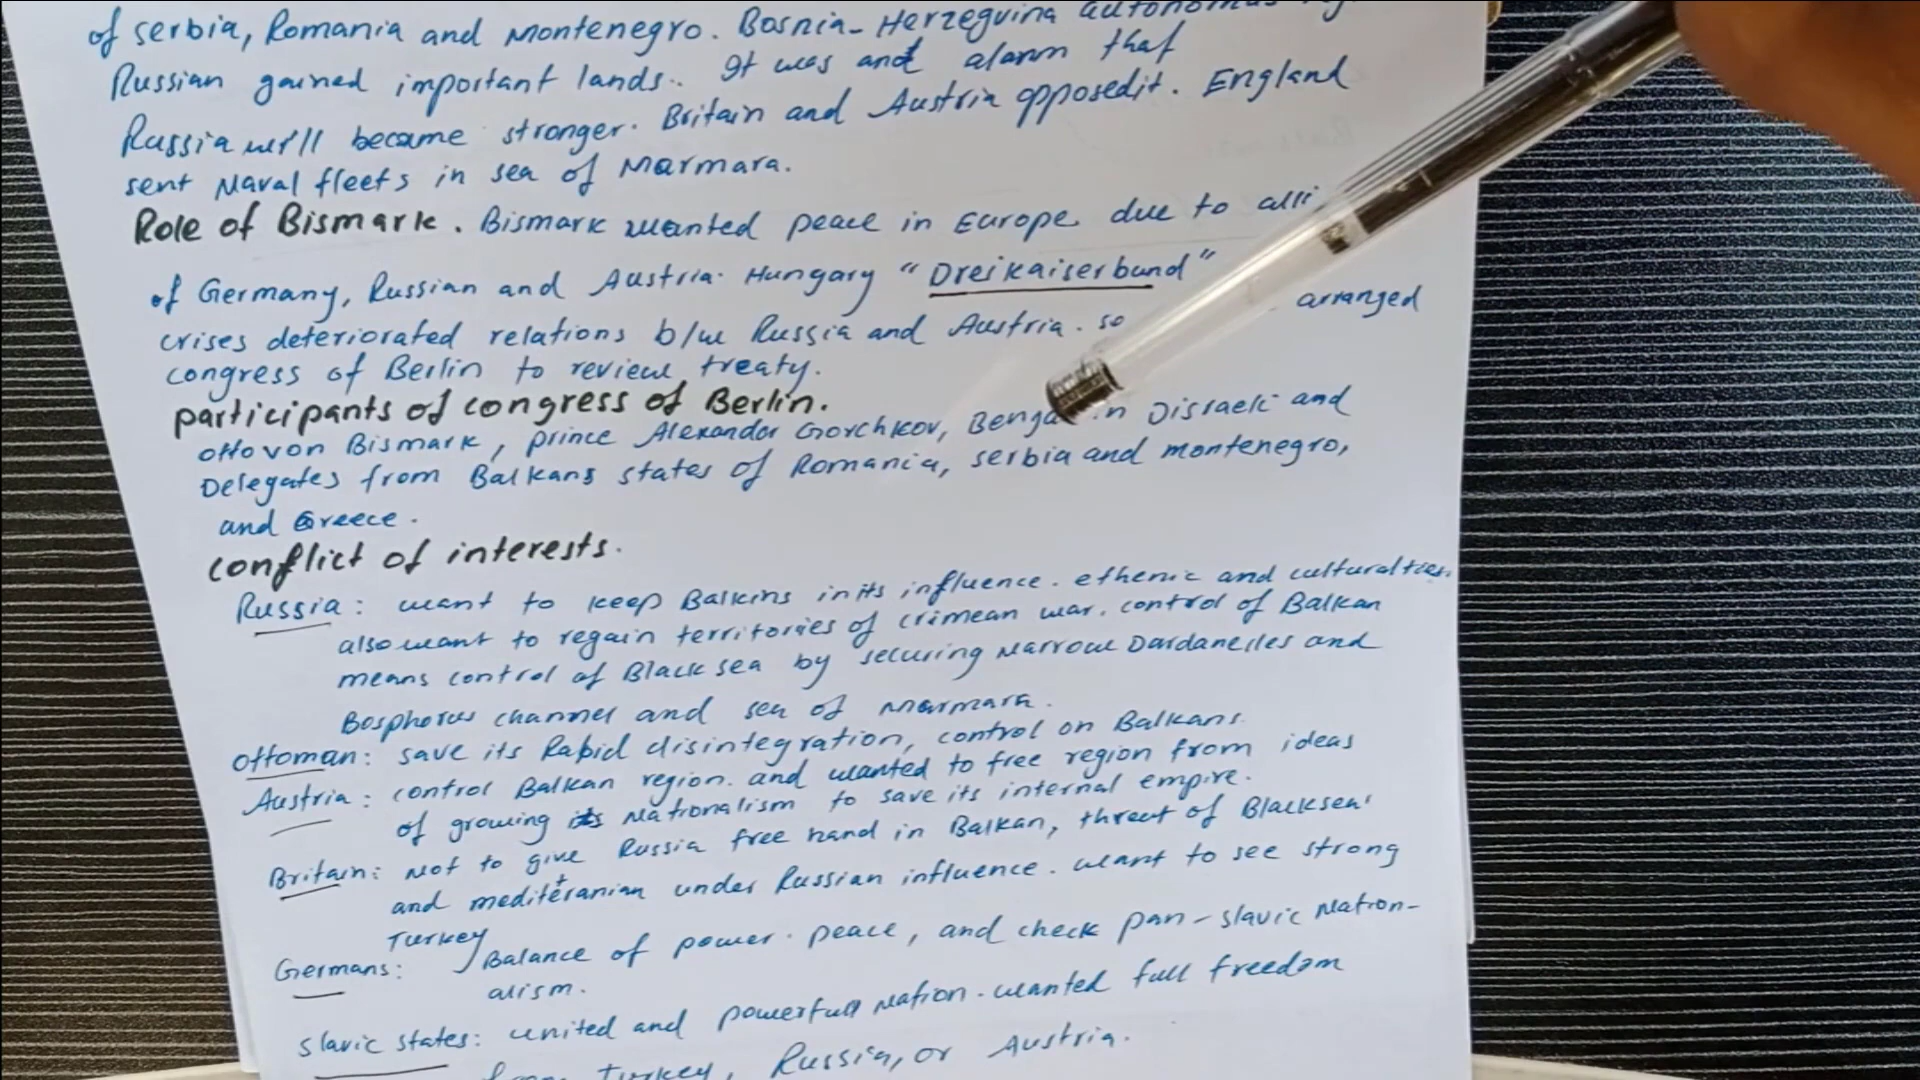 of serbia, Romania and Montenegro. Bosnia-Herzeguina autonomus
Russian gained important lands.. It was and alarm that
Russia will became stronger. Britain and Austria opposedit. England
sent Naval fleets in sea of Marmara.
Role of Bismark. Bismark wanted peace in Europe due to alli
of Germany, Russian and Austria-Hungary "Dreikaiserbund"
crises deteriorated relations b/w Russia and Austria. so arranged
congress of Berlin to review treaty.
participants of congress of Berlin.
Otto von Bismark, prince Alexandor Gorchkov, Disraeli and
Delegates from Balkans states of Romania, serbia and montenegro,
and Greece.
conflict of interests.
Russia: want to keep Balkins in its influence. ethenic and cultural ties.
also want to regain territories of crimean war. control of Balkan
means control of Black sea by securing Narrow Dardanelles and
Bosphorus channel and sea of marmara.
Ottoman: save its Rabid disintegration, control on Balkans.
Austria: control Balkan region. and wanted to free region from ideas
of growing Nationalism to save its internal empire.
Britain: Not to give Russia free hand in Balkan, threat of Blacksea
and mediteranian under Russian influence. want to see strong
Turkey
Germans: Balance of power. peace, and check pan-slavic Nation-
alism.
slavic states: united and powerfull Nation. wanted full freedom
from Turkey, Russia, or Austria.